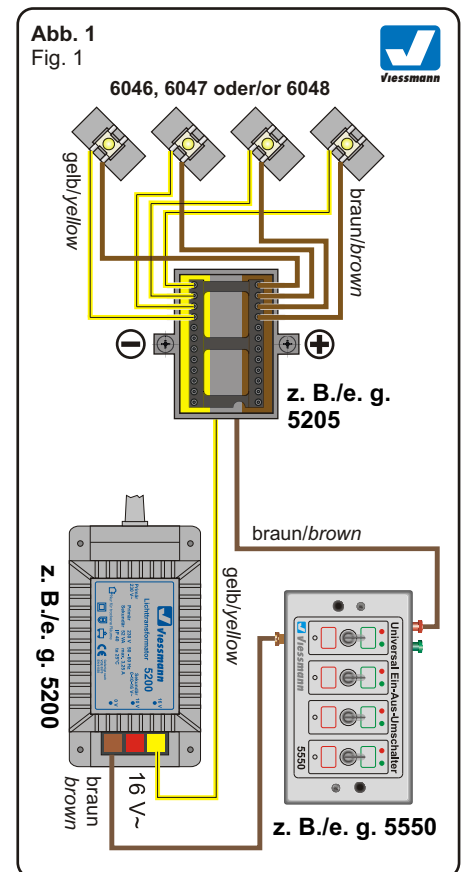 Abb. 1
Fig. 1
Viessmann
6046, 6047 oder/or 6048
gelb/yellow
braun/brown
z. B./e. g.
5205
braun/brown
gelb/yellow
z. B./e. g. 5200
Viessmann
5200
Lichttransformator
16 V~
braun
brown
Universal Ein-Aus-Umschalter
Viessmann
5550
z. B./e. g. 5550